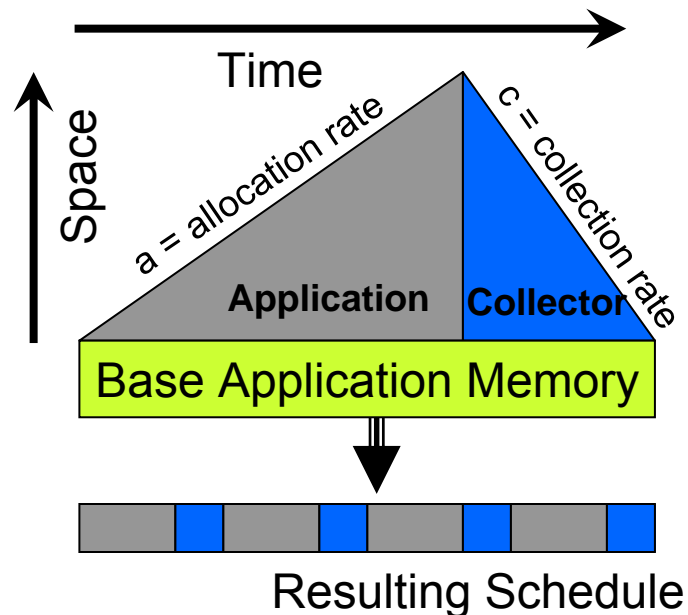 Time
Space
a = allocation rate
c = collection rate
Application
Collector
Base Application Memory
Resulting Schedule